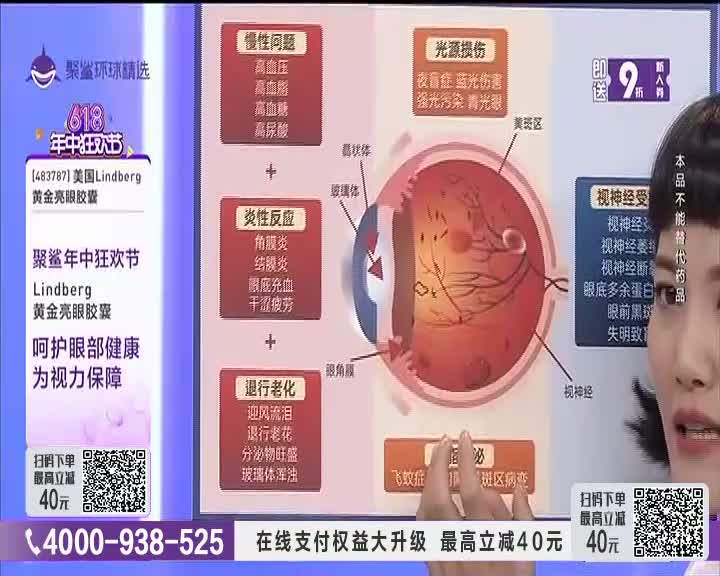 聚鲨环球精选
618
年中狂欢节
[483787] 美国Lindberg
黄金亮眼胶囊
聚鲨年中狂欢节
Lindberg
黄金亮眼胶囊
呵护眼部健康
为视力保障
扫码下单
最高立减
40元
慢性问题
高血压
高血脂
高血糖
高尿酸
+
炎性反应
角膜炎
结膜炎
眼底充血
干涩疲劳
+
退行老化
迎风流泪
退行老花
分泌物旺盛
玻璃体浑浊
光源损伤
夜盲症 蓝光伤害
强光污染 青光眼
黄斑区
晶状体
玻璃体
眼角膜
视神经
视神经受
视神经
视神经萎
视神经断
眼底多余蛋白
眼前黑斑
失明致
飞蚊症
斑区病变
即送
9折
新人券
本品不能替代药品
扫码下单
最高立减
40元
4000-938-525
在线支付权益大升级 最高立减40元